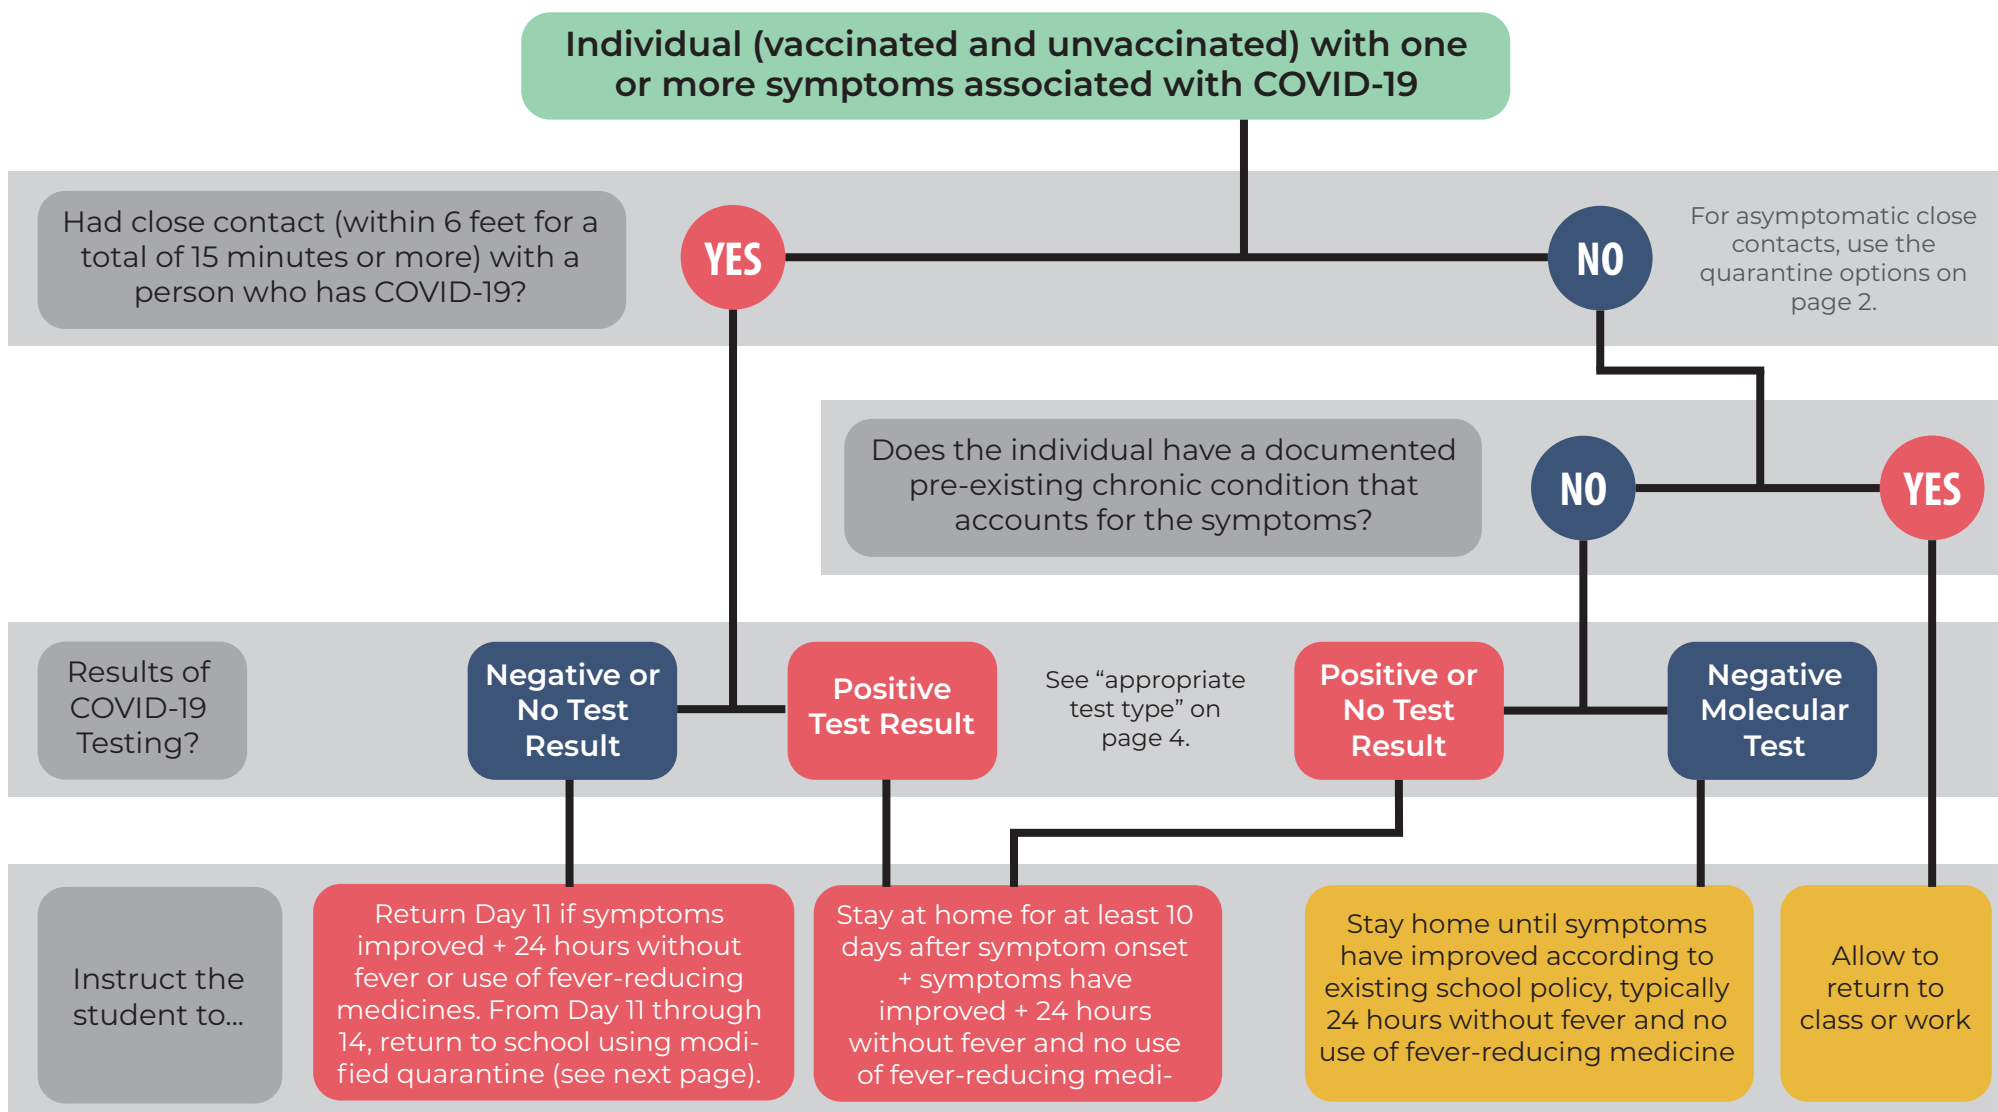 Individual (vaccinated and unvaccinated) with one
or more symptoms associated with COVID-19
Had close contact (within 6 feet for a
total of 15 minutes or more) with a
person who has COVID-19?
YES
NO
For asymptomatic close
contacts, use the
quarantine options on
page 2.
Does the individual have a documented
pre-existing chronic condition that
accounts for the symptoms?
NO
YES
Results of
COVID-19
Testing?
Negative or
No Test
Result
Positive
Test Result
See “appropriate
test type” on
page 4.
Positive or
No Test
Result
Negative
Molecular
Test
Instruct the
student to...
Return Day 11 if symptoms
improved + 24 hours without
fever or use of fever-reducing
medicines. From Day 11 through
14, return to school using modi-
fied quarantine (see next page).
Stay at home for at least 10
days after symptom onset
+ symptoms have
improved + 24 hours
without fever and no use
of fever-reducing medi-
Stay home until symptoms
have improved according to
existing school policy, typically
24 hours without fever and no
use of fever-reducing medicine
Allow to
return to
class or work